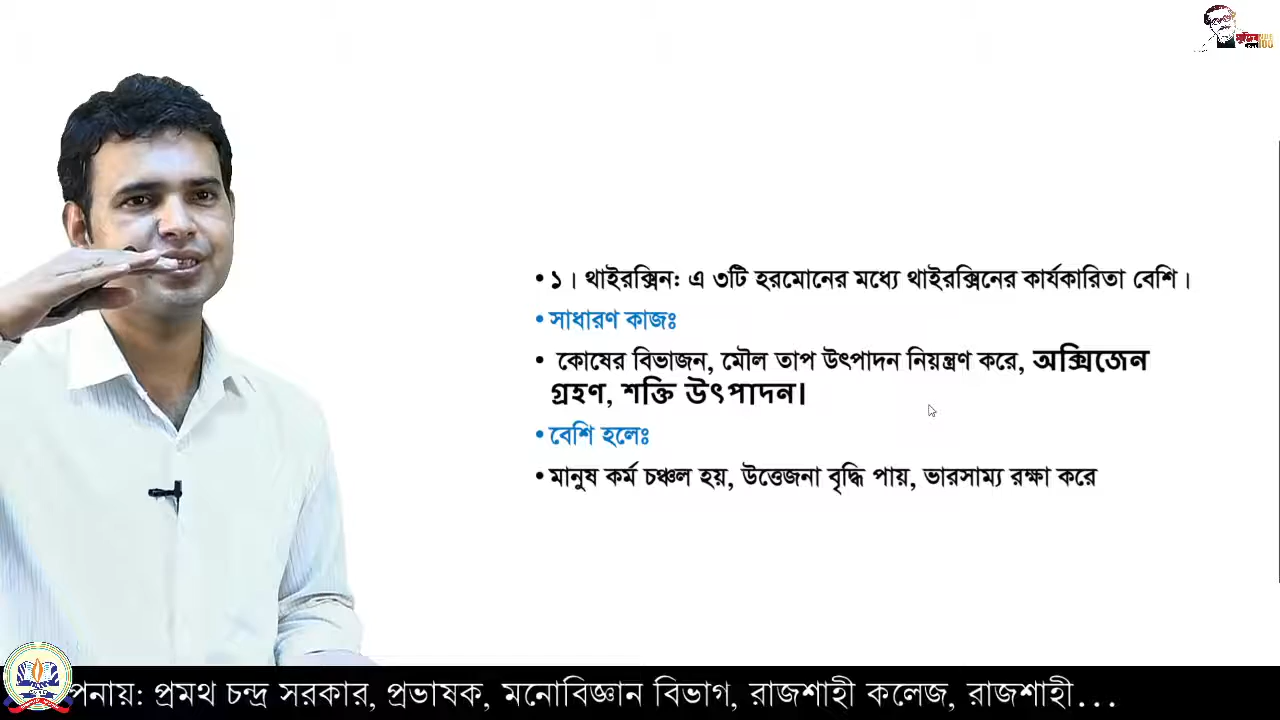 • ১। থাইরক্সিন: এ ৩টি হরমোনের মধ্যে থাইরক্সিনের কার্যকারিতা বেশি।
• সাধারণ কাজঃ
• কোষের বিভাজন, মৌল তাপ উৎপাদন নিয়ন্ত্রণ করে, অক্সিজেন
গ্রহণ, শক্তি উৎপাদন।
• বেশি হলেঃ
• মানুষ কর্ম চঞ্চল হয়, উত্তেজনা বৃদ্ধি পায়, ভারসাম্য রক্ষা করে
পনায়: প্রমথ চন্দ্র সরকার, প্রভাষক, মনোবিজ্ঞান বিভাগ, রাজশাহী কলেজ, রাজশাহী...